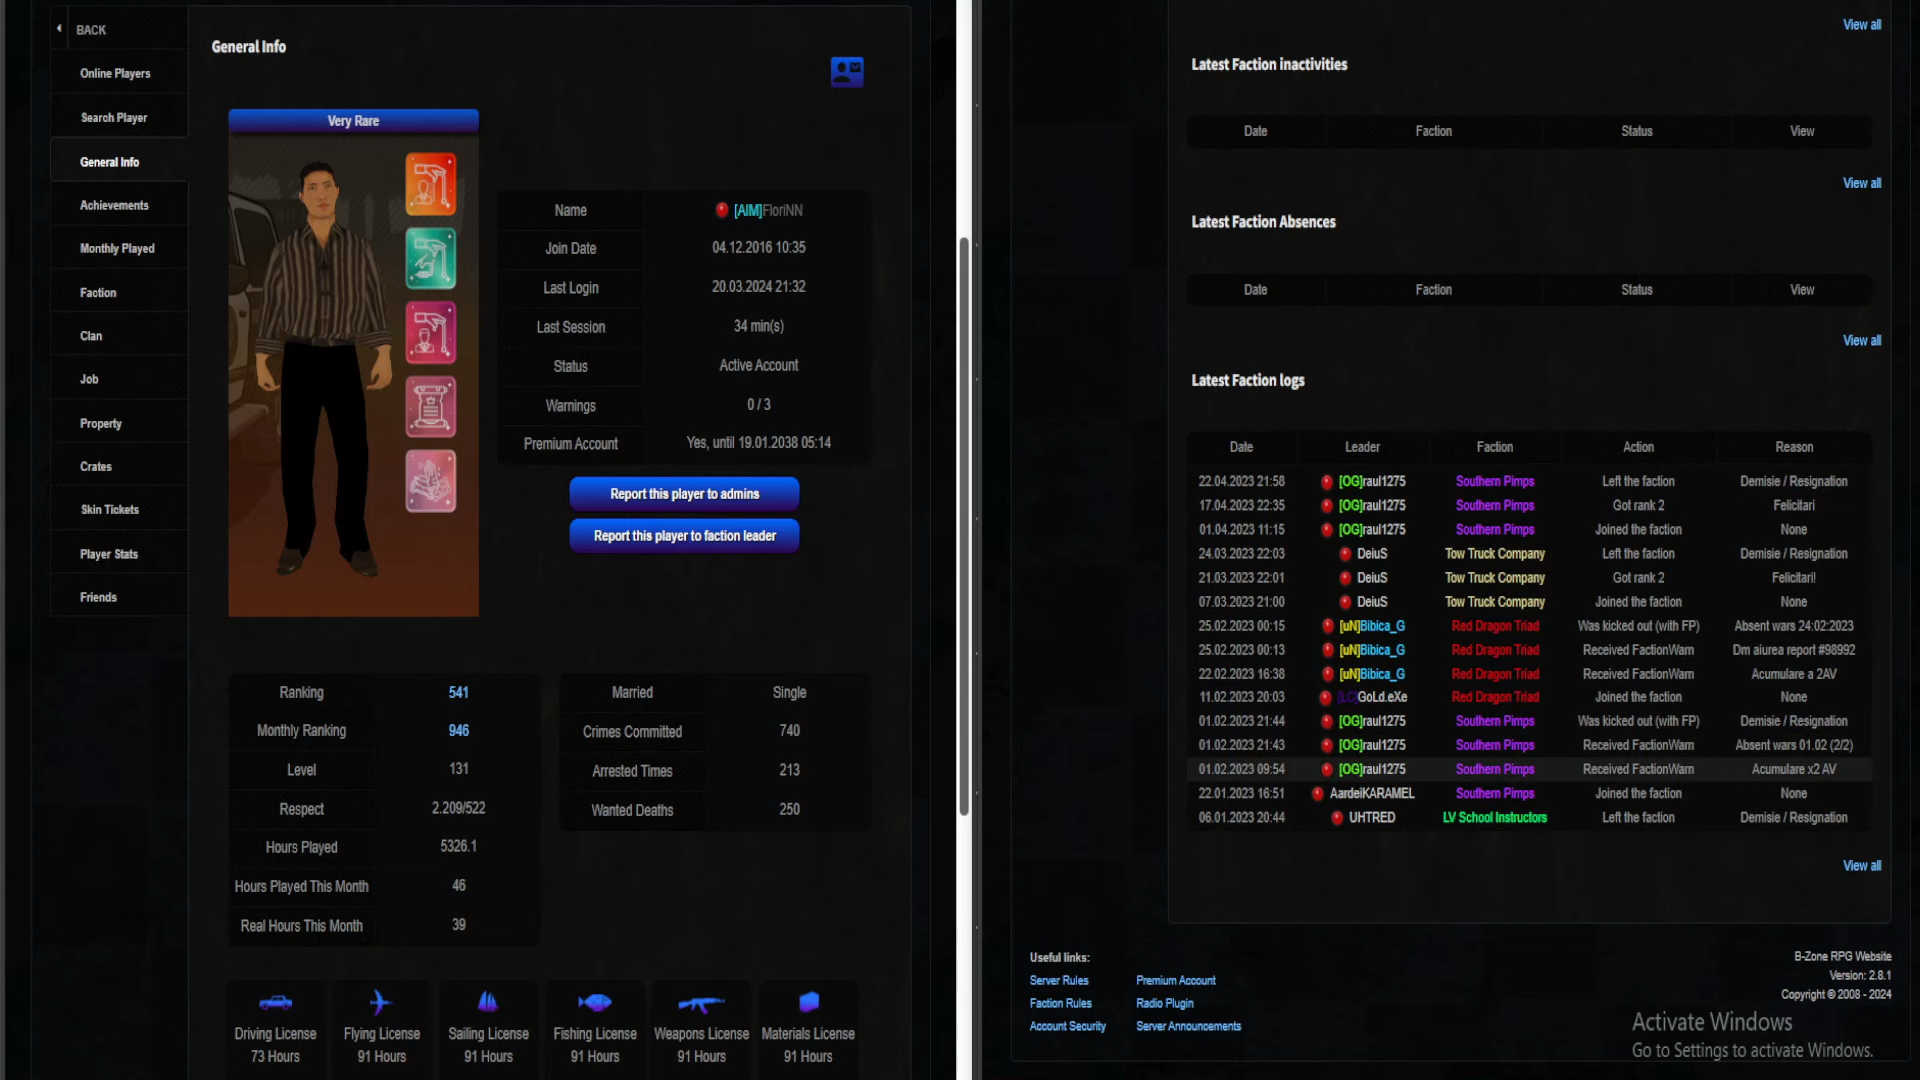 BACK
Online Players
Search Player
General Info
Achievements
Monthly Played
Faction
Clan
Job
Property
Crates
Skin Tickets
Player Stats
Friends
General Info
Very Rare
Name [AIM]FloriNN
Join Date 04.12.2016 10:35
Last Login 20.03.2024 21:32
Last Session 34 min(s)
Status Active Account
Warnings 0 / 3
Premium Account Yes, until 19.01.2038 05:14
Report this player to admins
Report this player to faction leader
Ranking 541
Monthly Ranking 946
Level 131
Respect 2.209/522
Hours Played 5326.1
Hours Played This Month 46
Real Hours This Month 39
Married Single
Crimes Committed 740
Arrested Times 213
Wanted Deaths 250
Driving License Flying License Sailing License Fishing License Weapons License Materials License
73 Hours 91 Hours 91 Hours 91 Hours 91 Hours 91 Hours
View all
Latest Faction inactivities
Date Faction Status View
View all
Latest Faction Absences
Date Faction Status View
View all
Latest Faction logs
Date Leader Faction Action Reason
22.04.2023 21:58 [OG]raul1275 Southern Pimps Left the faction Demisie / Resignation
17.04.2023 22:35 [OG]raul1275 Southern Pimps Got rank 2 Felicitari
01.04.2023 11:15 [OG]raul1275 Southern Pimps Joined the faction None
24.03.2023 22:03 DeiuS Tow Truck Company Left the faction Demisie / Resignation
21.03.2023 22:01 DeiuS Tow Truck Company Got rank 2 Felicitari!
07.03.2023 21:00 DeiuS Tow Truck Company Joined the faction None
25.02.2023 00:15 [uN]Bibica_G Red Dragon Triad Was kicked out (with FP) Absent wars 24:02:2023
25.02.2023 00:13 [uN]Bibica_G Red Dragon Triad Received FactionWarn Dm aiurea report #98992
22.02.2023 16:38 [uN]Bibica_G Red Dragon Triad Received FactionWarn Acumulare a 2AV
11.02.2023 20:03 [LC]GoLd.eXe Red Dragon Triad Joined the faction None
01.02.2023 21:44 [OG]raul1275 Southern Pimps Was kicked out (with FP) Demisie / Resignation
01.02.2023 21:43 [OG]raul1275 Southern Pimps Received FactionWarn Absent wars 01.02 (2/2)
01.02.2023 09:54 [OG]raul1275 Southern Pimps Received FactionWarn Acumulare x2 AV
22.01.2023 16:51 AardeiKARAMEL Southern Pimps Joined the faction None
06.01.2023 20:44 UHTRED LV School Instructors Left the faction Demisie / Resignation
View all
Useful links:
Server Rules Premium Account
Faction Rules Radio Plugin
Account Security Server Announcements
B-Zone RPG Website
Version: 2.8.1
Copyright © 2008 - 2024
Activate Windows
Go to Settings to activate Windows.